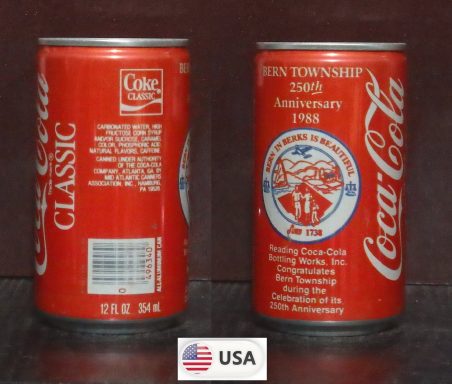 Coca-Cola
CLASSIC
Coke
CLASSIC
CARBONATED WATER, HIGH
FRUCTOSE CORN SYRUP
AND/OR SUCROSE, CARAMEL
COLOR, PHOSPHORIC ACID,
NATURAL FLAVORS, CAFFEINE.
CANNED UNDER AUTHORITY
OF THE COCA-COLA
COMPANY, ATLANTA, GA. BY
MID ATLANTIC CANNERS
ASSOCIATION, INC., HAMBURG,
PA 19526
0 496340
ALL-ALUMINUM CAN
12 FL OZ 354 mL
BERN TOWNSHIP
250th
Anniversary
1988
BERN IN BERKS IS BEAUTIFUL
Since 1738
Reading Coca-Cola
Bottling Works, Inc.
Congratulates
Bern Township
during the
Celebration of its
250th Anniversary
Coca-Cola
USA